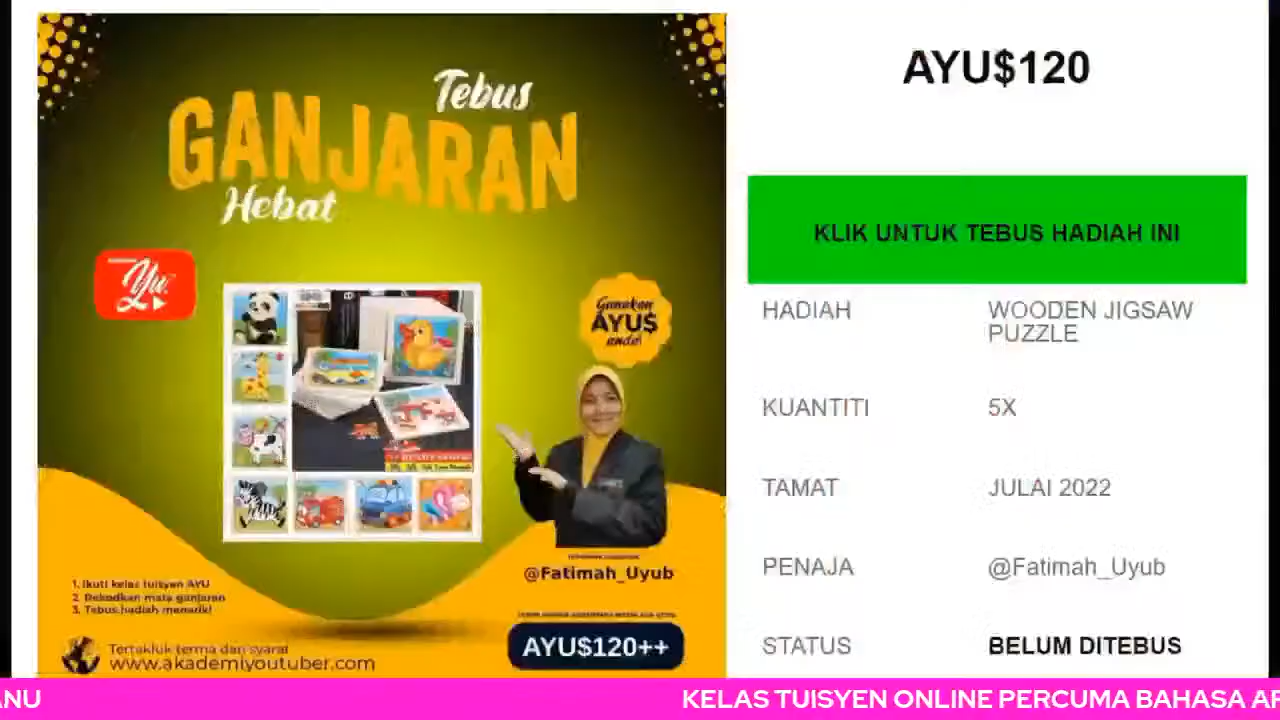 Tebus
GANJARAN
Hebat
Yu
Gunakan
AYU$
anda!
@Fatimah_Uyub
1. Ikuti kelas tuisyen AYU
2. Rekodkan mata ganjaran
3. Tebus hadiah menarik!
AYU$120++
Tertakluk terma dan syarat
www.akademiyoutuber.com
AYU$120
KLIK UNTUK TEBUS HADIAH INI
HADIAH WOODEN JIGSAW
PUZZLE
KUANTITI 5X
TAMAT JULAI 2022
PENAJA @Fatimah_Uyub
STATUS BELUM DITEBUS
ANU KELAS TUISYEN ONLINE PERCUMA BAHASA AR